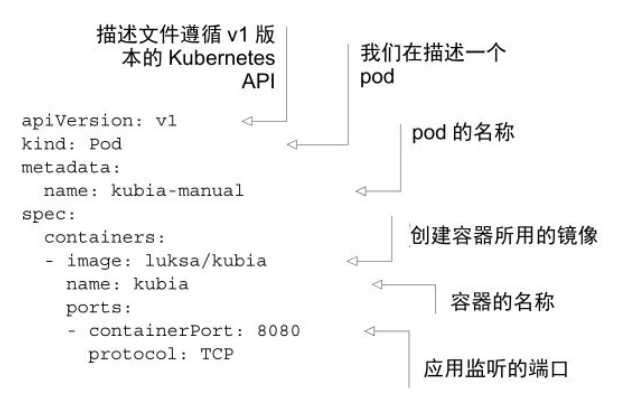 描述文件遵循 v1 版
本的 Kubernetes
API
我们在描述一个
pod
apiVersion: v1
kind: Pod
pod 的名称
metadata:
  name: kubia-manual
spec:
  containers:
创建容器所用的镜像
  - image: luksa/kubia
    name: kubia
容器的名称
    ports:
    - containerPort: 8080
      protocol: TCP
应用监听的端口